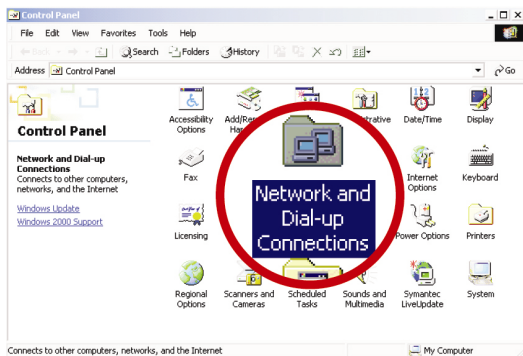 Control Panel
File Edit View Favorites Tools Help
Back Search Folders History
Address Control Panel Go
Control Panel
Network and Dial-up
Connections
Connects to other computers,
networks, and the Internet
Windows Update
Windows 2000 Support
Accessibility
Options
Date/Time
Display
Fax
Network and
Dial-up
Connections
Internet
Options
Keyboard
Licensing
Power Options
Printers
Regional
Options
Scanners and
Cameras
Scheduled
Tasks
Sounds and
Multimedia
Symantec
LiveUpdate
System
Connects to other computers, networks, and the Internet
My Computer